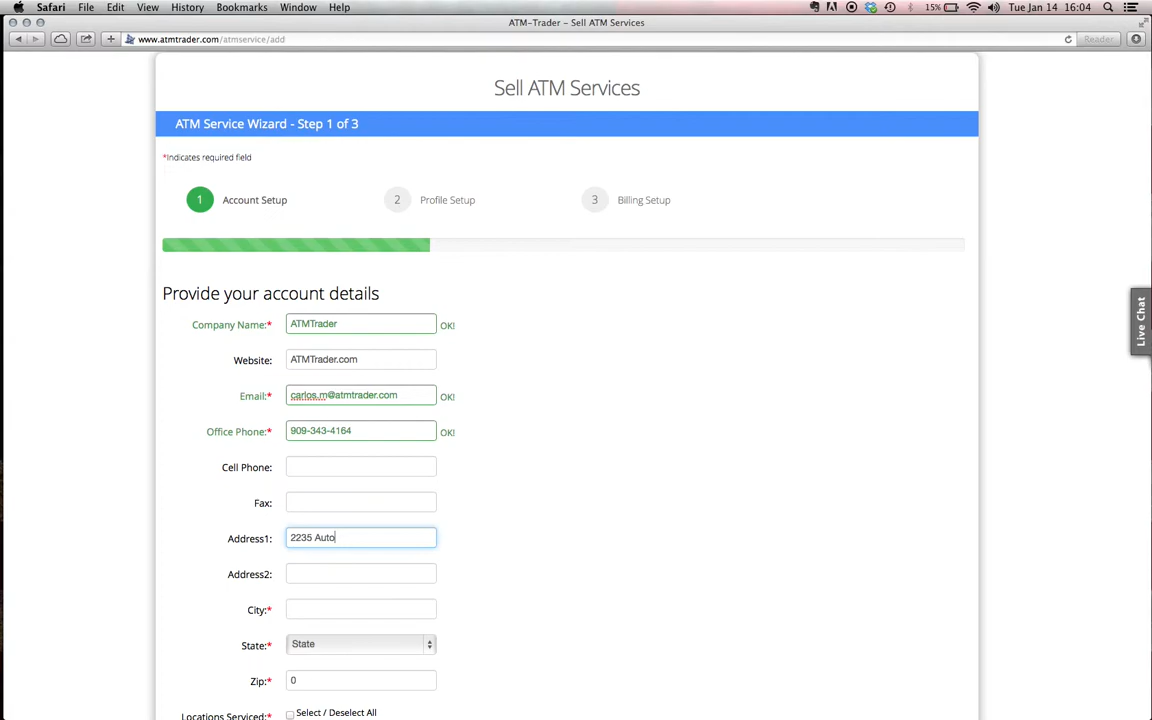 Safari File Edit View History Bookmarks Window Help 15% Tue Jan 14 16:04
ATM-Trader – Sell ATM Services
www.atmtrader.com/atmservice/add Reader
Sell ATM Services
ATM Service Wizard - Step 1 of 3
*Indicates required field
1 Account Setup 2 Profile Setup 3 Billing Setup
Provide your account details
Company Name:* ATMTrader OK!
Website: ATMTrader.com
Email:* carlos.m@atmtrader.com OK!
Office Phone:* 909-343-4164 OK!
Cell Phone:
Fax:
Address1: 2235 Auto
Address2:
City:*
State:* State
Zip:* 0
Locations Serviced:* Select / Deselect All
Live Chat